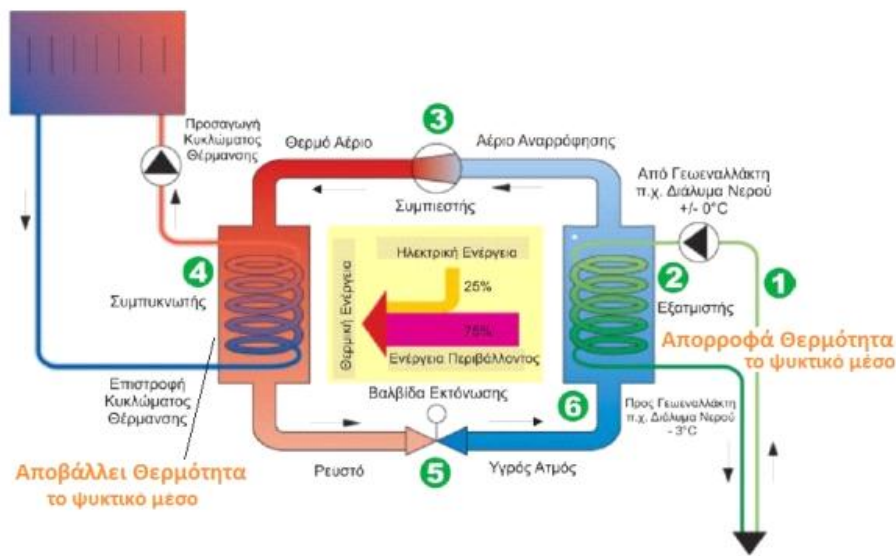 Προσαγωγή
Κυκλώματος
Θέρμανσης
Θερμό Αέριο
3
Αέριο Αναρρόφησης
Συμπιεστής
Από Γεωεναλλάκτη
π.χ. Διάλυμα Νερού
+/- 0°C
4
Συμπυκνωτής
Θερμική Ενέργεια
Ηλεκτρική Ενέργεια
25%
75%
Ενέργεια Περιβάλλοντος
2
1
Εξατμιστής
Απορροφά Θερμότητα
το ψυκτικό μέσο
Επιστροφή
Κυκλώματος
Θέρμανσης
Βαλβίδα Εκτόνωσης
6
Προς Γεωεναλλάκτη
π.χ. Διάλυμα Νερού
- 3°C
Αποβάλλει Θερμότητα
το ψυκτικό μέσο
Ρευστό
5
Υγρός Ατμός